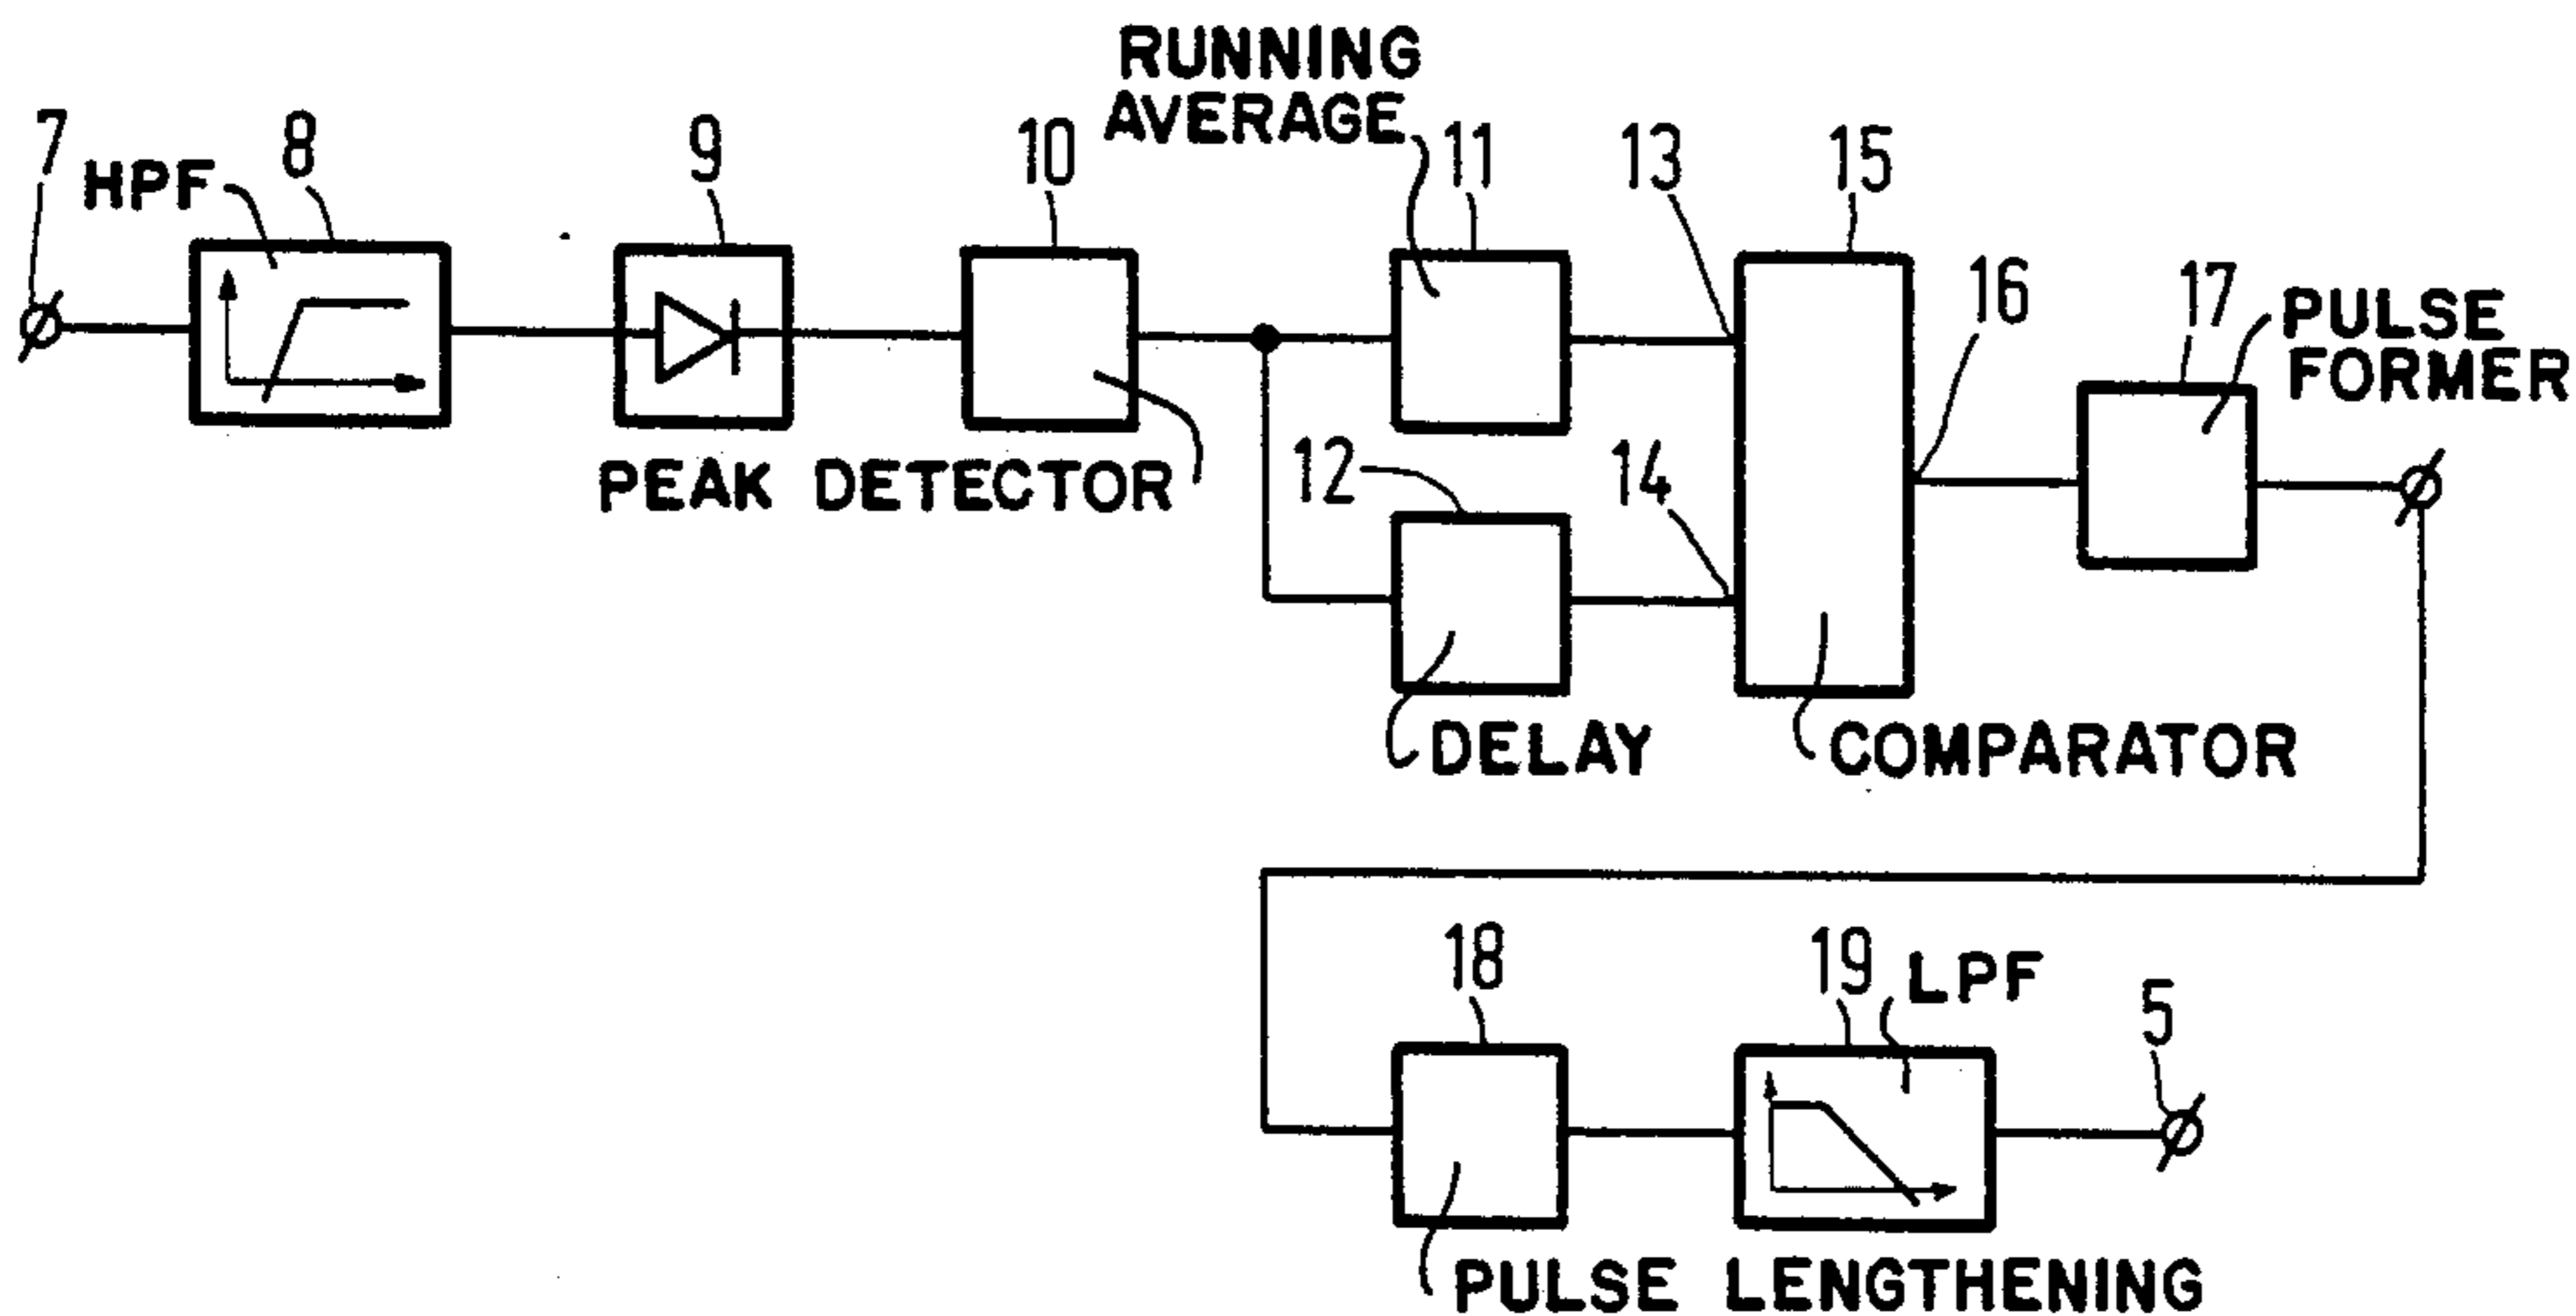 RUNNING
AVERAGE
7
HPF
8
9
10
11
13
15
16
17
PULSE
FORMER
PEAK DETECTOR
12
14
DELAY
COMPARATOR
18
19
LPF
5
PULSE LENGTHENING